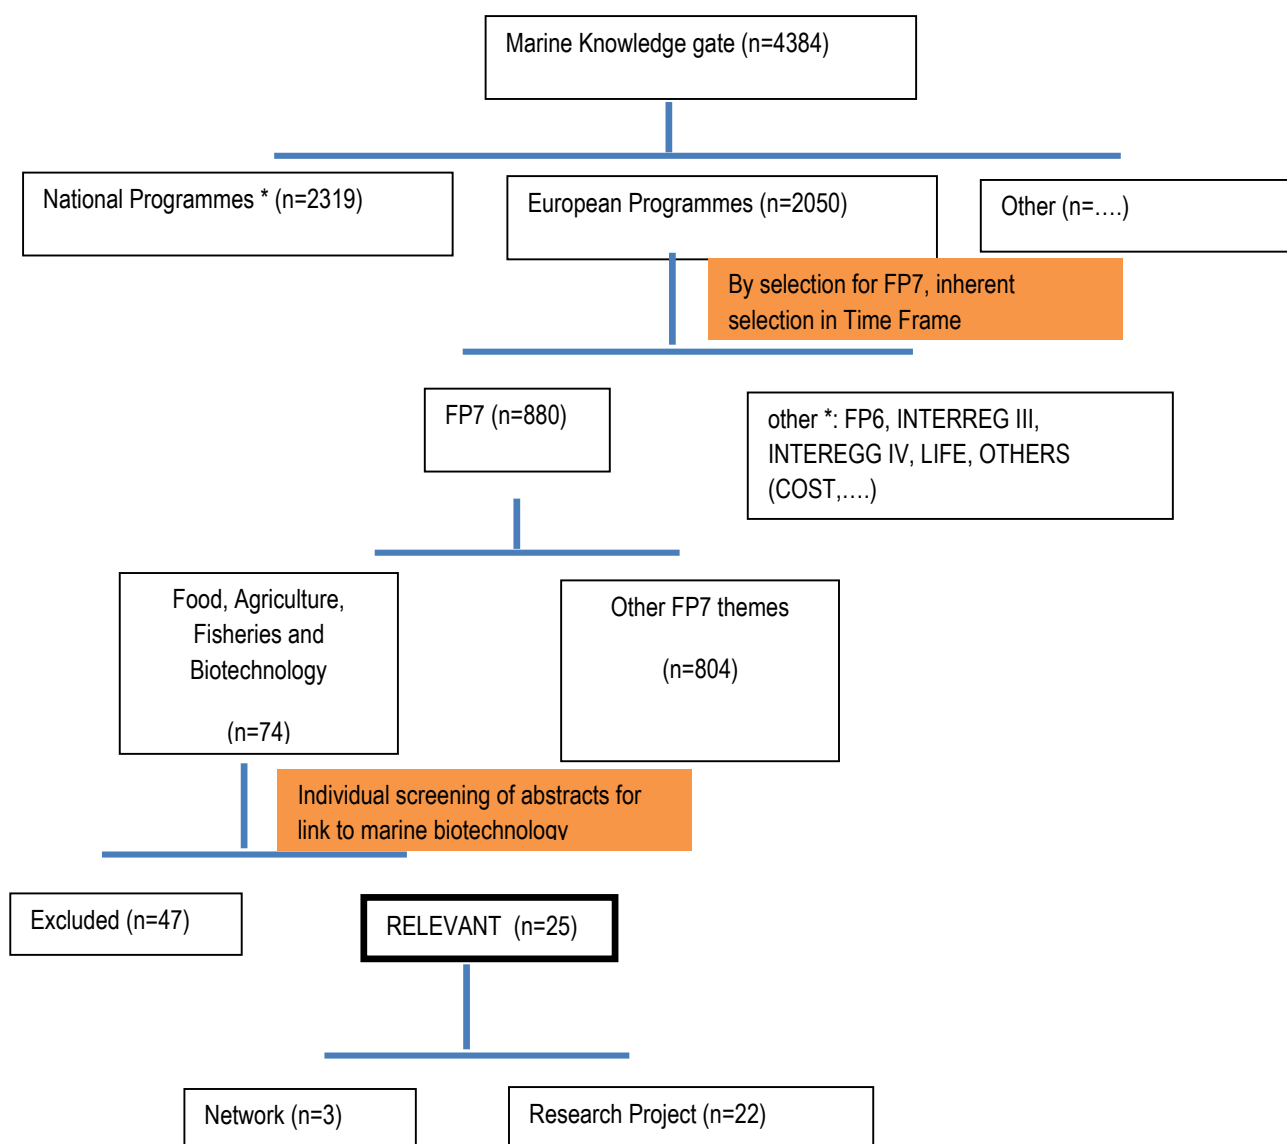 Marine Knowledge gate (n=4384)
National Programmes * (n=2319)
European Programmes (n=2050)
Other (n=….)
By selection for FP7, inherent
selection in Time Frame
FP7 (n=880)
other *: FP6, INTERREG III,
INTEREGG IV, LIFE, OTHERS
(COST,….)
Food, Agriculture,
Fisheries and
Biotechnology
(n=74)
Other FP7 themes
(n=804)
Individual screening of abstracts for
link to marine biotechnology
Excluded (n=47)
RELEVANT (n=25)
Network (n=3)
Research Project (n=22)